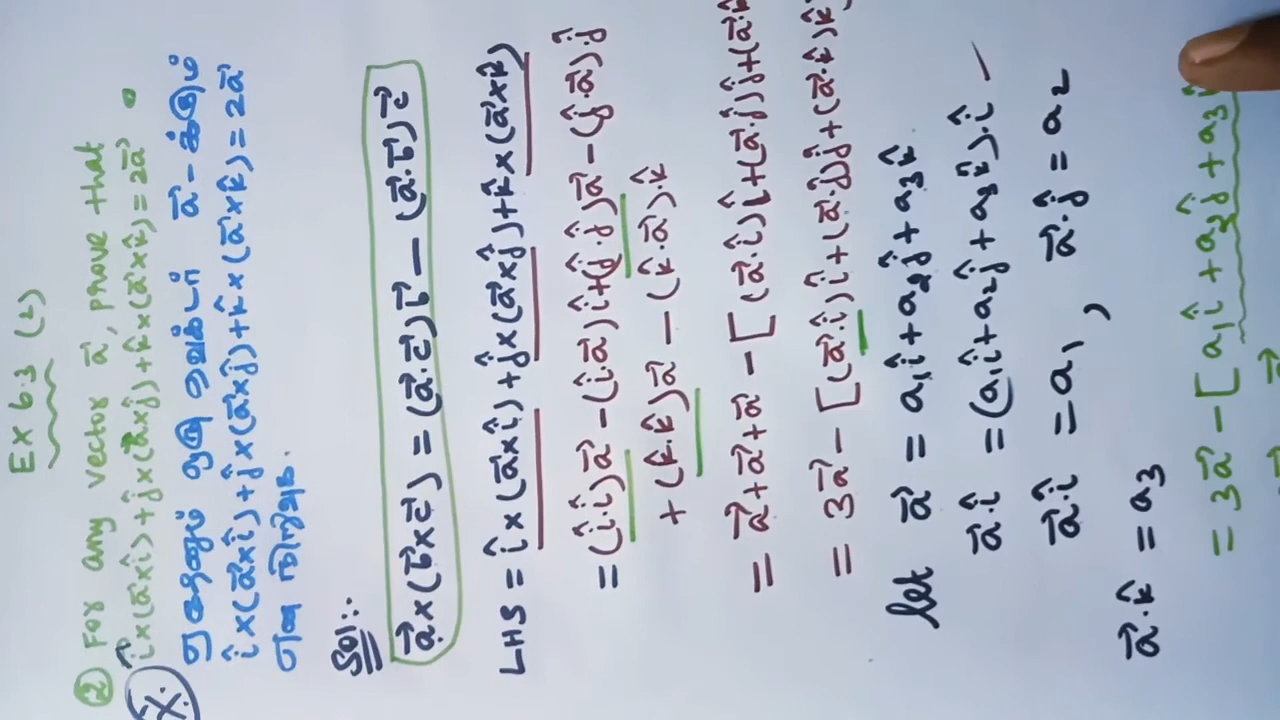 Ex 6.3 (2)
② For any vector a⃗, prove that
î×(a⃗×î)+ĵ×(a⃗×ĵ)+k̂×(a⃗×k̂)=2a⃗
ஏதேனும் ஒரு வெக்டர் a⃗-க்கும்
î×(a⃗×î)+ĵ×(a⃗×ĵ)+k̂×(a⃗×k̂)=2a⃗
என நிறுவுக.
Sol:-
a⃗×(b⃗×c⃗) = (a⃗.c⃗)b⃗ − (a⃗.b⃗)c⃗
LHS = î×(a⃗×î)+ĵ×(a⃗×ĵ)+k̂×(a⃗×k̂)
=(î.î)a⃗−(î.a⃗)î+(ĵ.ĵ)a⃗−(ĵ.a⃗).ĵ
+(k̂.k̂)a⃗ − (k̂.a⃗).k̂
= a⃗+a⃗+a⃗ − [(a⃗.î)î+(a⃗.ĵ)ĵ+(a⃗.k̂
= 3a⃗ − [(a⃗.î)î+(a⃗.ĵ)ĵ+(a⃗.k̂)k̂
let a⃗ = a₁î+a₂ĵ+a₃k̂
a⃗.î =(a₁î+a₂ĵ+a₃k̂).î −
a⃗.î =a₁, a⃗.ĵ=a₂
a⃗.k̂ =a₃
= 3a⃗ − [a₁î+a₂ĵ+a₃